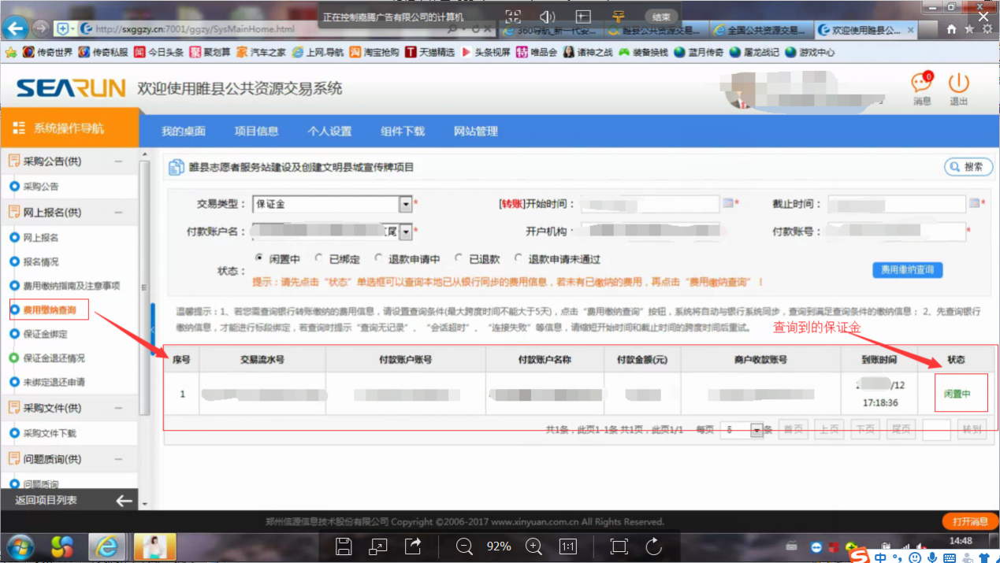 正在控制嘉腾广告有限公司的计算机
结束
http://sxggzy.cn:7001/ggzy/SysMainHome.html
360导航_新一代安...
睢县公共资源交易...
全国公共资源交易...
欢迎使用睢县公...
传奇世界
传奇私服
今日头条
聚划算
汽车之家
上网.导航
淘宝抢购
天猫精选
头条视屏
唯品会
诸神之战
装备换钱
蓝月传奇
屠龙战记
游戏中心
SEARUN 欢迎使用睢县公共资源交易系统
0
消息
退出
系统操作导航
我的桌面
项目信息
个人设置
组件下载
网站管理
采购公告(供)
采购公告
网上报名(供)
网上报名
报名情况
费用缴纳指南及注意事项
费用缴纳查询
保证金绑定
保证金退还情况
未绑定退还申请
采购文件(供)
采购文件下载
问题质询(供)
问题质询
返回项目列表
睢县志愿者服务站建设及创建文明县城宣传牌项目
搜索
交易类型： 保证金 *
[转账]开始时间： *
截止时间： *
付款账户名： 尾 *
开户机构：
付款账号： *
状态：
闲置中 已绑定 退款申请中 已退款 退款申请未通过
提示：请先点击“状态”单选框可以查询本地已从银行同步的费用信息，若未有已缴纳的费用，再点击“费用缴纳查询”！
费用缴纳查询
温馨提示：1、若您需查询银行转账缴纳的费用信息，请设置查询条件(最大跨度时间不能大于5天)，点击“费用缴纳查询”按钮，系统将自动与银行系统同步，查询到满足查询条件的缴纳信息； 2、先查询银行
缴纳信息，才能进行标段绑定，若查询时提示“查询无记录”、“会话超时”、“连接失败”等信息，请缩短开始时间和截止时间的跨度时间后重试。
查询到的保证金
序号 交易流水号 付款账户账号 付款账户名称 付款金额(元) 商户收款账号 到账时间 状态
1
/12
17:18:36
闲置中
共1条，此页1-1条 共1页，此页1/1 每页 5 条 首页 上页 下页 尾页 转到
郑州信源信息技术股份有限公司 Copyright ©2006-2017 www.xinyuan.com.cn All Rights Reserved.
打开消息
92%
1:1
14:48
中